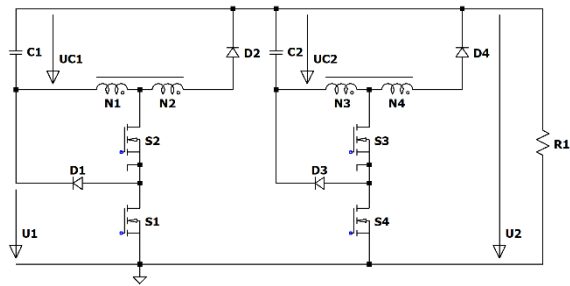 C1 UC1 D2 C2 UC2 D4
N1 N2 N3 N4
S2 S3 R1
D1 D3
U1 S1 S4 U2